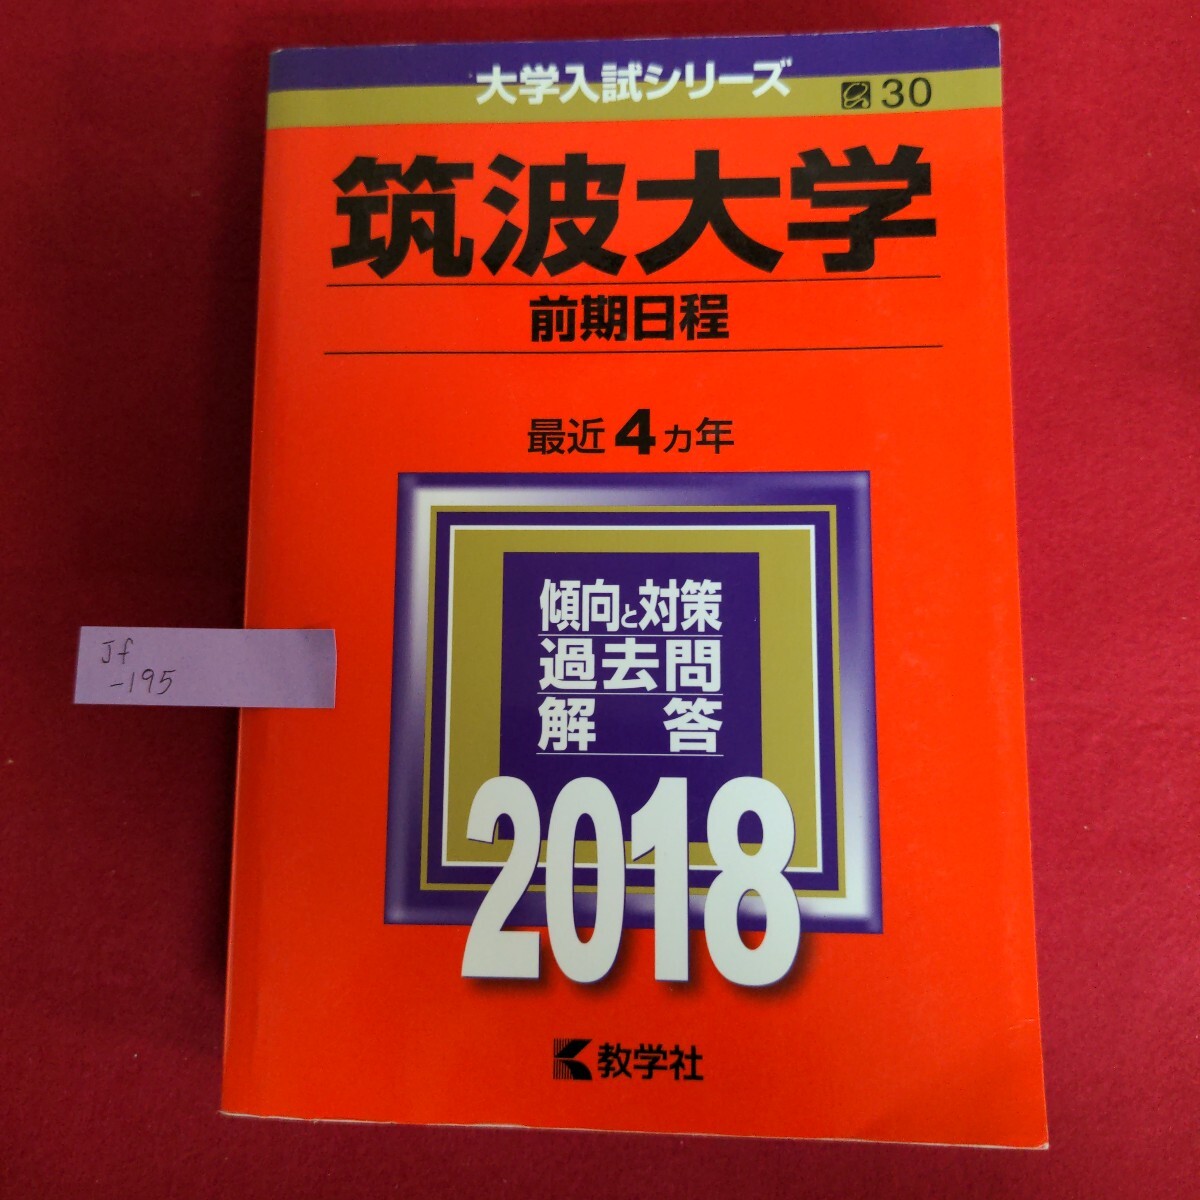 大学入試シリーズ
30
筑波大学
前期日程
最近4カ年
傾向と対策
過去問
解答
2018
教学社
Jf
-195